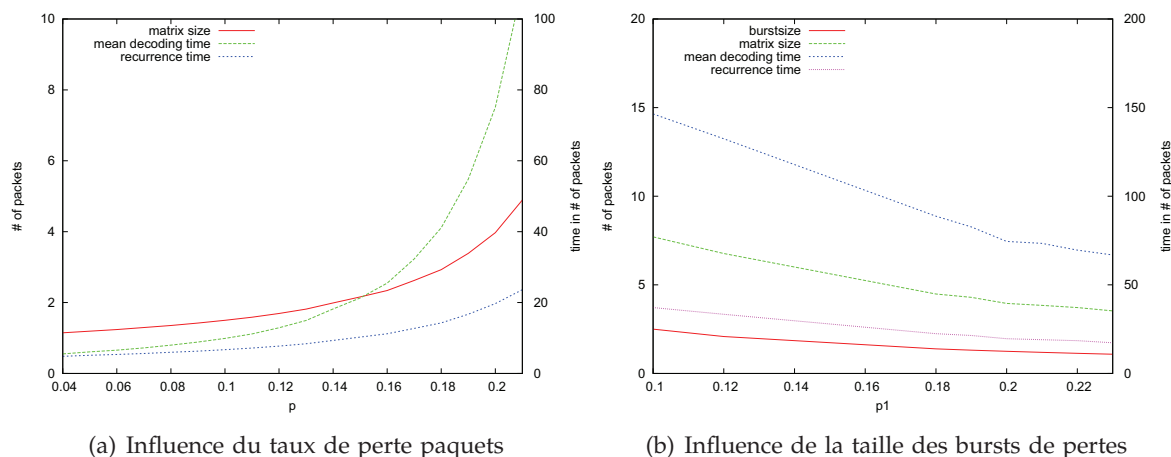 10
8
6
4
2
0
# of packets
matrix size
mean decoding time
recurrence time
100
80
60
40
20
0
time in # of packets
0.04 0.06 0.08 0.1 0.12 0.14 0.16 0.18 0.2
p
(a) Influence du taux de perte paquets
20
15
10
5
0
# of packets
burstsize
matrix size
mean decoding time
recurrence time
200
150
100
50
0
time in # of packets
0.1 0.12 0.14 0.16 0.18 0.2 0.22
p1
(b) Influence de la taille des bursts de pertes